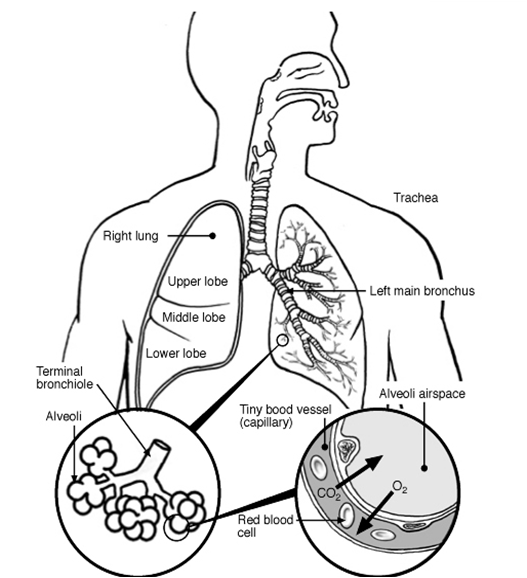 Trachea
Right lung
Upper lobe
Left main bronchus
Middle lobe
Lower lobe
Terminal
bronchiole
Alveoli
Tiny bood vessel
(capillary)
Alveoli airspace
CO2
O2
Red blood
cell